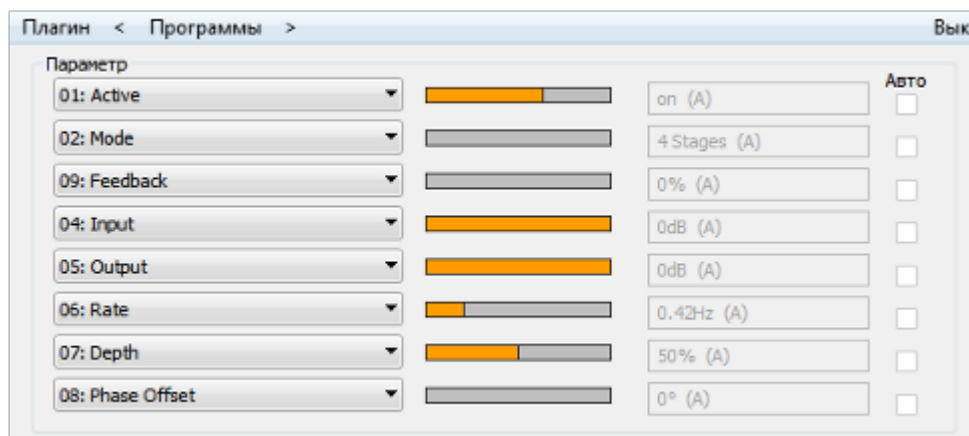 Плагин < Программы > Вык
Параметр
Авто
01: Active on (A)
02: Mode 4 Stages (A)
09: Feedback 0% (A)
04: Input 0dB (A)
05: Output 0dB (A)
06: Rate 0.42Hz (A)
07: Depth 50% (A)
08: Phase Offset 0° (A)